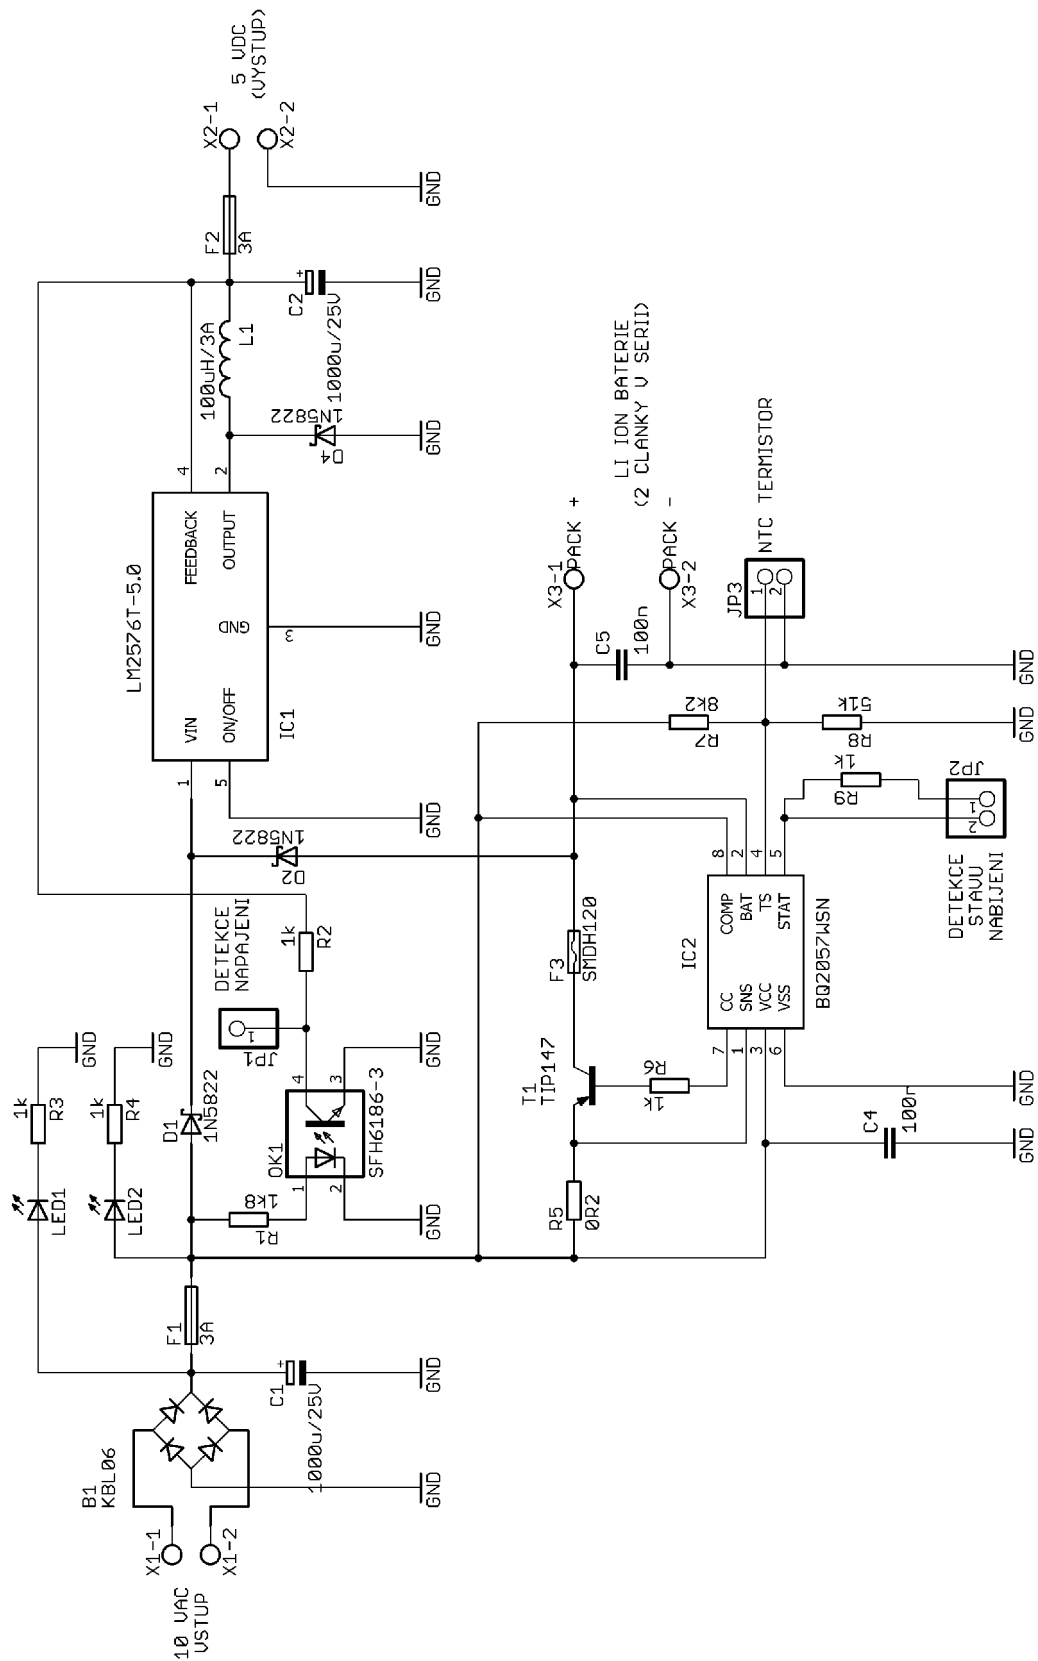 10 VAC
VSTUP
X1-1
X1-2
B1
KBL06
C1
+
1000u/25V
GND
GND
F1
3A
LED1
1k
R3
GND
LED2
1k
R4
GND
D1
1N5822
R1
1k8
OK1
SFH6186-3
1
2
4
3
GND
GND
JP1
1
DETEKCE
NAPAJENI
1k
R2
D2
1N5822
LM2576T-5.0
VIN
ON/OFF
GND
FEEDBACK
OUTPUT
1
5
3
4
2
IC1
GND
GND
D4
1N5822
GND
100uH/3A
L1
C2
+
1000u/25V
GND
F2
3A
X2-1
X2-2
5 VDC
(VYSTUP)
GND
R5
0R2
T1
TIP147
R6
1k
F3
SMDH120
IC2
CC
SNS
VCC
VSS
COMP
BAT
TS
STAT
7
1
3
6
8
2
4
5
BQ2057WSN
C4
100n
GND
GND
R7
8k2
R8
51k
GND
R9
1k
JP2
1
2
DETEKCE
STAVU
NABIJENI
C5
100n
GND
X3-1
PACK +
X3-2
PACK -
LI ION BATERIE
(2 CLANKY V SERII)
JP3
1
2
NTC TERMISTOR